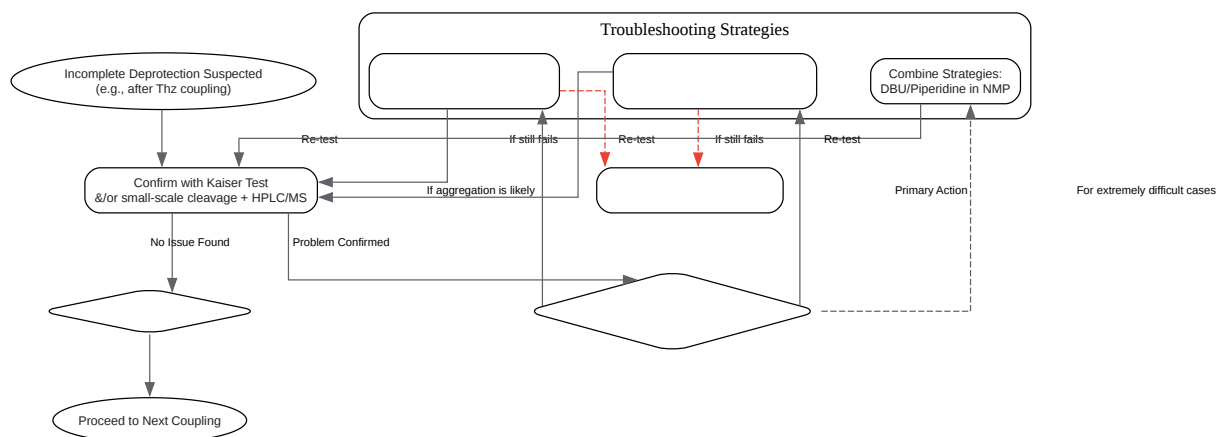 Troubleshooting Strategies
Incomplete Deprotection Suspected
(e.g., after Thz coupling)
Combine Strategies:
DBU/Piperidine in NMP
Re-test
If still fails
Re-test
If still fails
Re-test
Confirm with Kaiser Test
&/or small-scale cleavage + HPLC/MS
If aggregation is likely
Primary Action
For extremely difficult cases
No Issue Found
Problem Confirmed
Proceed to Next Coupling